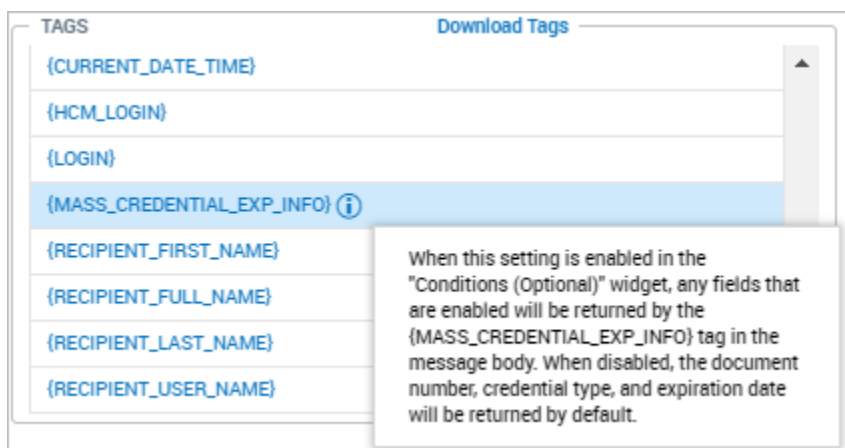 TAGS
Download Tags
{CURRENT_DATE_TIME}
{HCM_LOGIN}
{LOGIN}
{MASS_CREDENTIAL_EXP_INFO}
{RECIPIENT_FIRST_NAME}
{RECIPIENT_FULL_NAME}
{RECIPIENT_LAST_NAME}
{RECIPIENT_USER_NAME}
When this setting is enabled in the
"Conditions (Optional)" widget, any fields that
are enabled will be returned by the
{MASS_CREDENTIAL_EXP_INFO} tag in the
message body. When disabled, the document
number, credential type, and expiration date
will be returned by default.